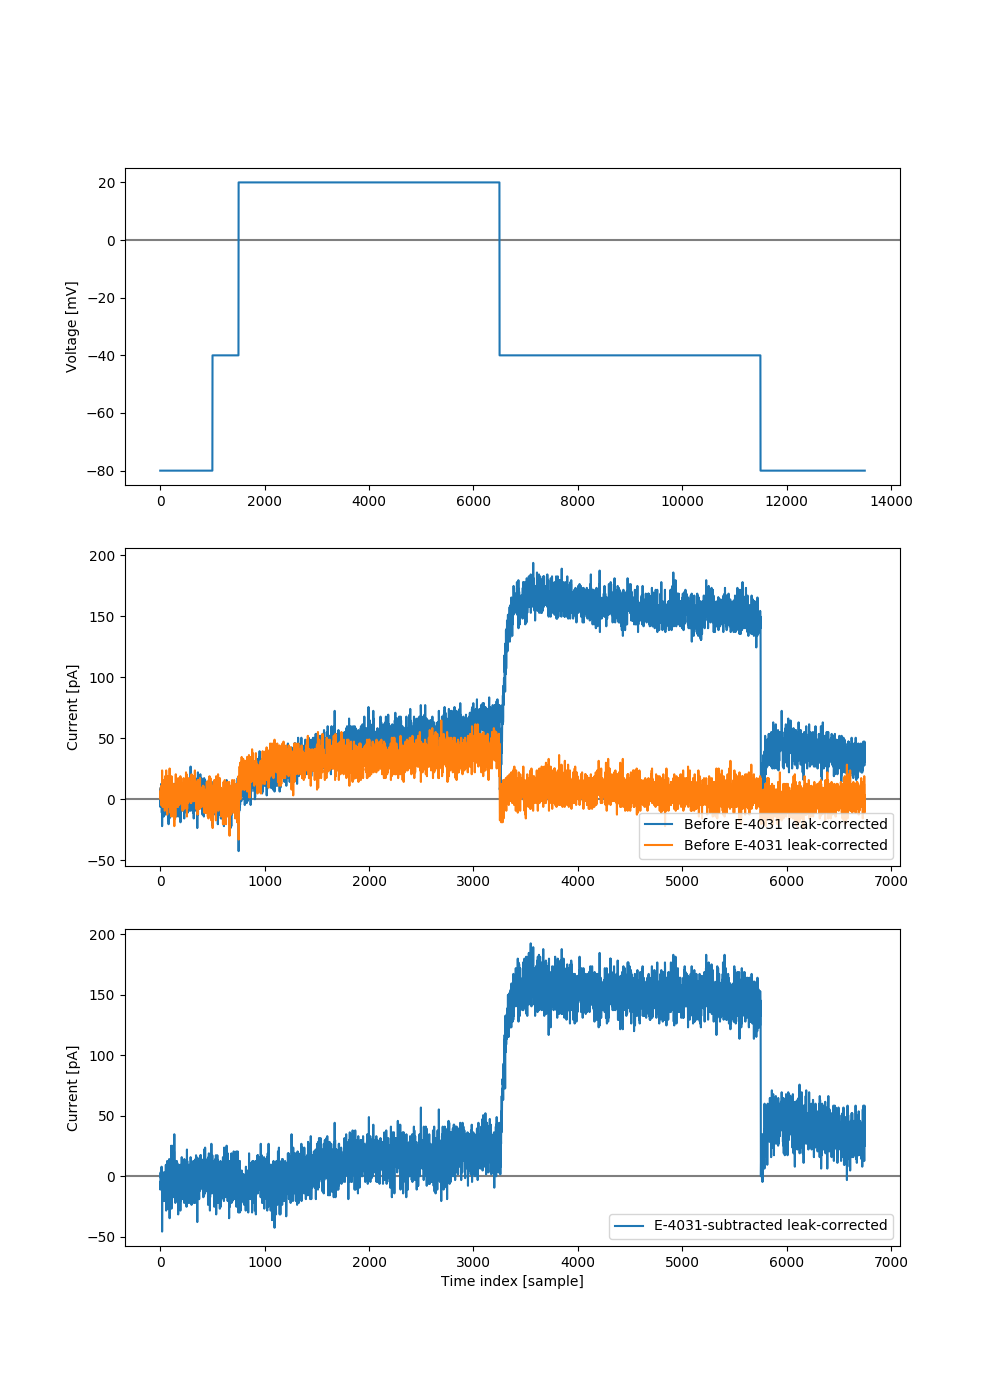 20
0
−20
−40
−60
−80
Voltage [mV]
0 2000 4000 6000 8000 10000 12000 14000
200
150
100
50
0
−50
Current [pA]
Before E-4031 leak-corrected
Before E-4031 leak-corrected
0 1000 2000 3000 4000 5000 6000 7000
200
150
100
50
0
−50
Current [pA]
E-4031-subtracted leak-corrected
0 1000 2000 3000 4000 5000 6000 7000
Time index [sample]